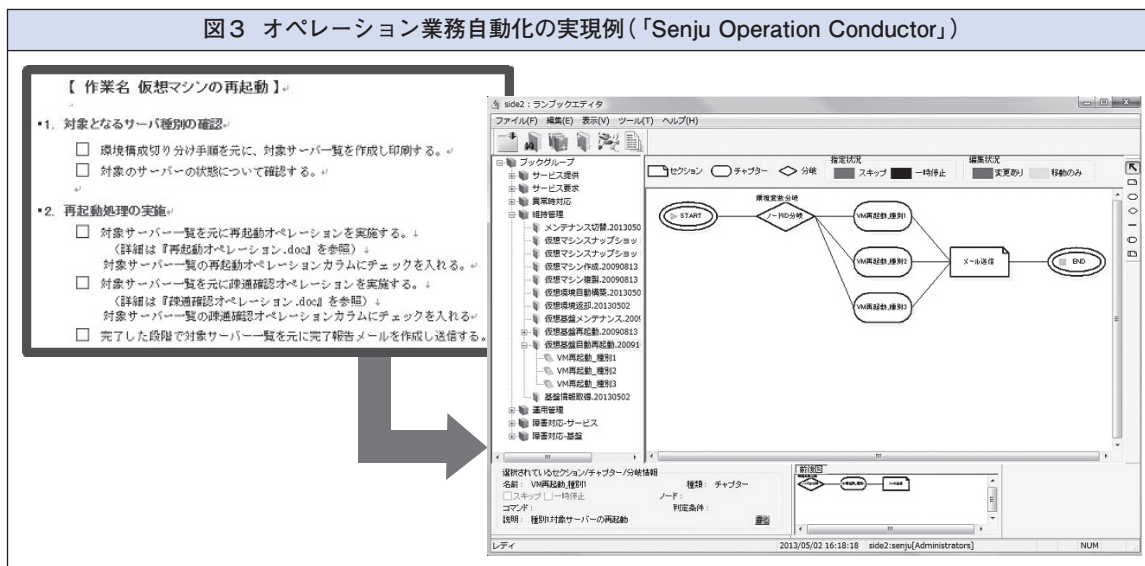 図3 オペレーション業務自動化の実現例(「Senju Operation Conductor」)
【 作業名 仮想マシンの再起動 】
1. 対象となるサーバ種別の確認
環境構成切り分け手順を元に、対象サーバー覧を作成し印刷する。
対象のサーバーの状態について確認する。
2. 再起動処理の実施
対象サーバー一覧を元に再起動オペレーションを実施する。
(詳細は『再起動オペレーション.doc』を参照)
対象サーバー一覧の再起動オペレーションカラムにチェックを入れる。
対象サーバー一覧を元に疎通確認オペレーションを実施する。
(詳細は『疎通確認オペレーション.doc』を参照)
対象サーバー一覧の疎通確認オペレーションカラムにチェックを入れる
完了した段階で対象サーバー一覧を元に完了報告メールを作成し送信する。
side2 : ランブックエディタ
ファイル(F) 編集(E) 表示(V) ツール(T) ヘルプ(H)
ブックグループ
サービス提供
サービス要求
異常時対応
維持管理
メンテナンス切替.2013050
仮想マシンスナップショッ
仮想マシンスナップショッ
仮想マシン作成.20090813
仮想マシン複製.20090813
仮想環境自動構築.2013050
仮想環境返却.20130502
仮想基盤メンテナンス.200
仮想基盤再起動.20090813
仮想基盤自動再起動.20091
VM再起動_種別1
VM再起動_種別2
VM再起動_種別3
基盤情報取得.20130502
運用管理
障害対応-サービス
障害対応-基盤
セクション チャプター 分岐
指定状況
スキップ 一時停止
編集状況
変更あり 移動のみ
START
環境変数分岐
ノードID分岐
VM再起動_種別1
VM再起動_種別2
VM再起動_種別3
メール送信
END
選択されているセクション/チャプター/分岐情報
名前: VM再起動_種別1 種類: チャプター
スキップ 一時停止 ノード:
コマンド: 判定条件:
説明: 種別1対象サーバーの再起動
前後図
レディ 2013/05/02 16:18:18 side2:senju[Administrators] NUM